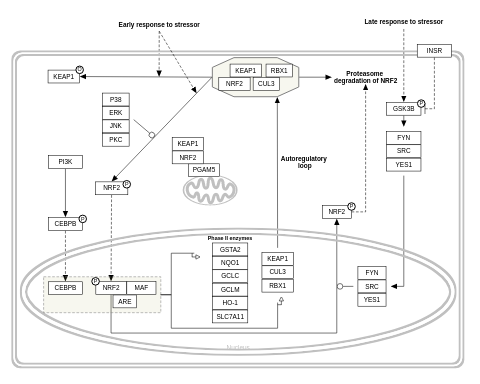 Early response to stressor
Late response to stressor
INSR
KEAP1
KEAP1
RBX1
NRF2
CUL3
Proteasome
degradation of NRF2
P38
ERK
JNK
PKC
P
GSK3B
FYN
SRC
YES1
KEAP1
NRF2
PGAM5
PI3K
Autoregulatory
loop
NRF2
P
CEBPB
P
NRF2
P
Phase II enzymes
GSTA2
NQO1
GCLC
GCLM
HO-1
SLC7A11
KEAP1
CUL3
RBX1
FYN
SRC
YES1
CEBPB
P
NRF2
MAF
ARE
Nucleus